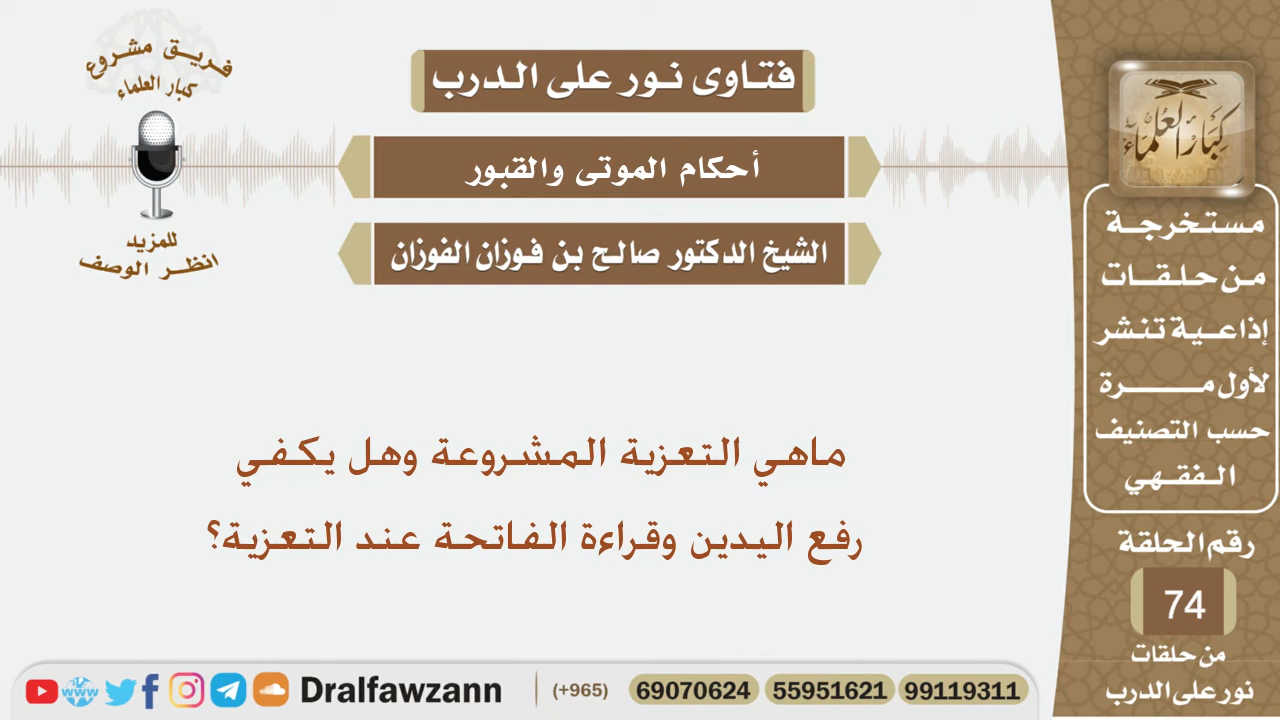 فريق مشروع
كبار العلماء
للمزيد
انظر الوصف
فتاوى نور على الدرب
أحكام الموتى والقبور
الشيخ الدكتور صالح بن فوزان الفوزان
ماهي التعزية المشروعة وهل يكفي
رفع اليدين وقراءة الفاتحة عند التعزية؟
كبار العلماء
مستخرجة
من حلقات
إذاعية تنشر
لأول مرة
حسب التصنيف
الفقهي
رقم الحلقة
74
من حلقات
نور على الدرب
www
Dralfawzann
(+965)
69070624
55951621
99119311